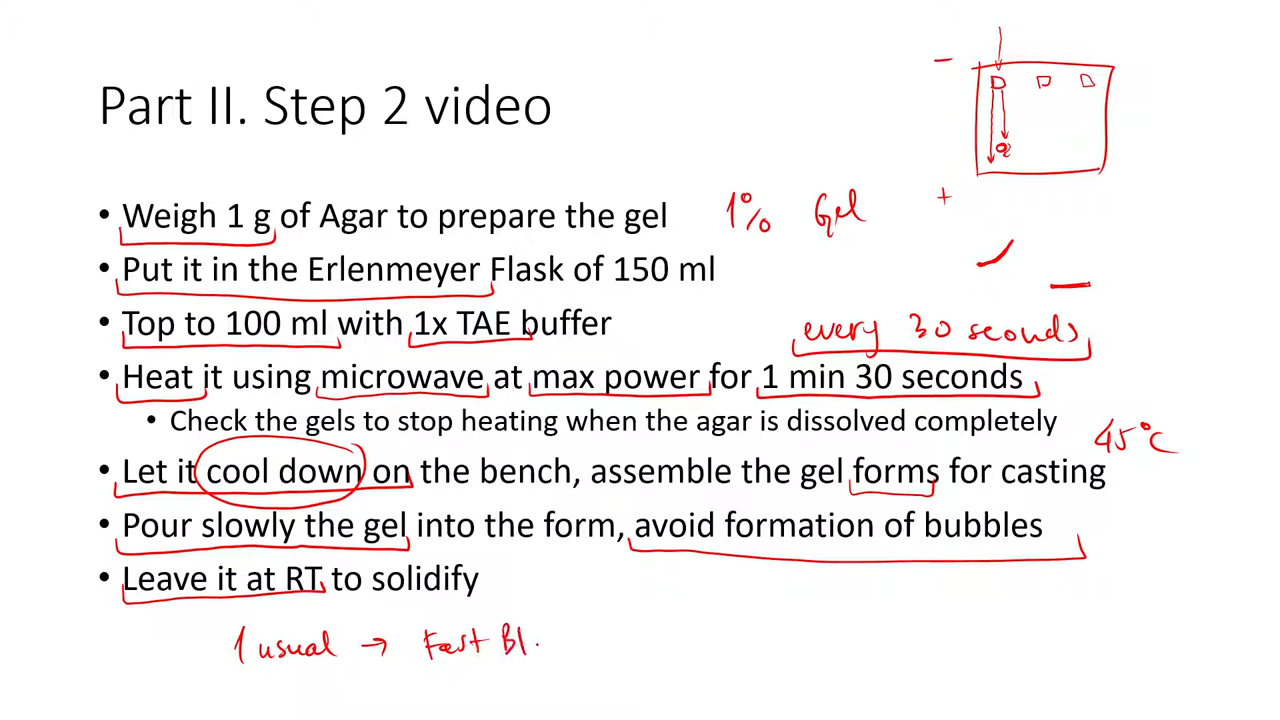 Part II. Step 2 video
• Weigh 1 g of Agar to prepare the gel 1% Gel
• Put it in the Erlenmeyer Flask of 150 ml
• Top to 100 ml with 1x TAE buffer
every 30 seconds
• Heat it using microwave at max power for 1 min 30 seconds
• Check the gels to stop heating when the agar is dissolved completely
45°C
• Let it cool down on the bench, assemble the gel forms for casting
• Pour slowly the gel into the form, avoid formation of bubbles
• Leave it at RT to solidify
1 usual → Fast Bl.